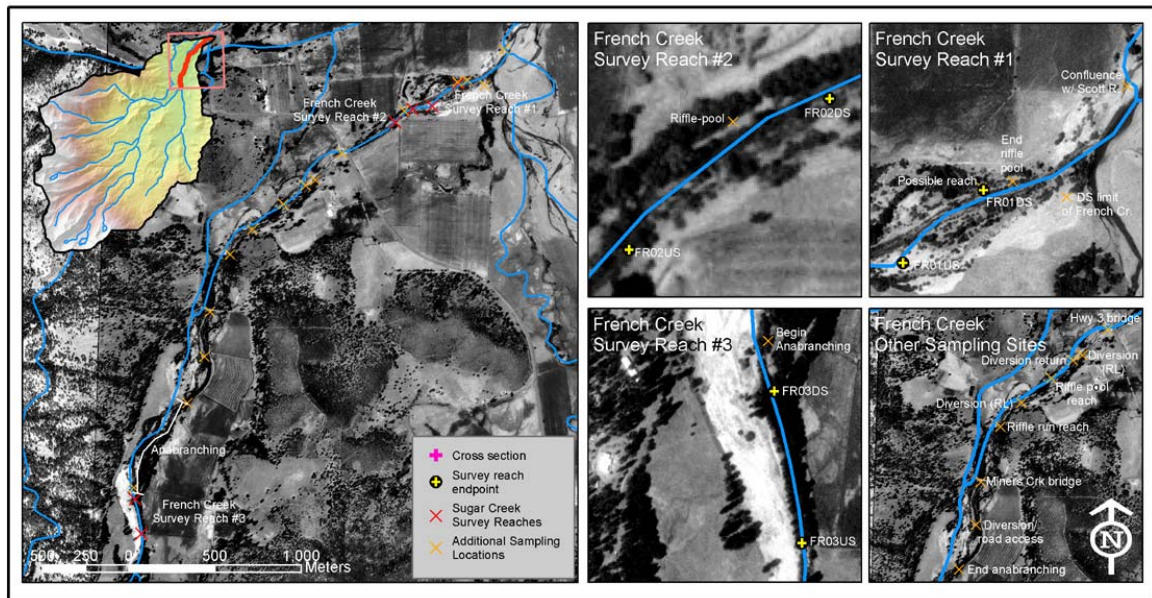 French Creek
Survey Reach #1
French Creek
Survey Reach #2
Anabranching
French Creek
Survey Reach #3
500 250 0 500 1,000
Meters
Cross section
Survey reach
endpoint
Sugar Creek
Survey Reaches
Additional Sampling
Locations
French Creek
Survey Reach #2
FR02DS
Riffle-pool
FR02US
French Creek
Survey Reach #1
Confluence
w/ Scott R.
End
riffle
pool
Possible reach
FR01DS
DS limit
of French Cr.
FR01US
French Creek
Survey Reach #3
Begin
Anabranching
FR03DS
FR03US
French Creek
Other Sampling Sites
Hwy 3 bridge
Diversion return
Diversion
(RL)
Riffle pool
reach
Diversion (RL)
Riffle run reach
Miners Crk bridge
Diversion/
road access
End anabranching
N